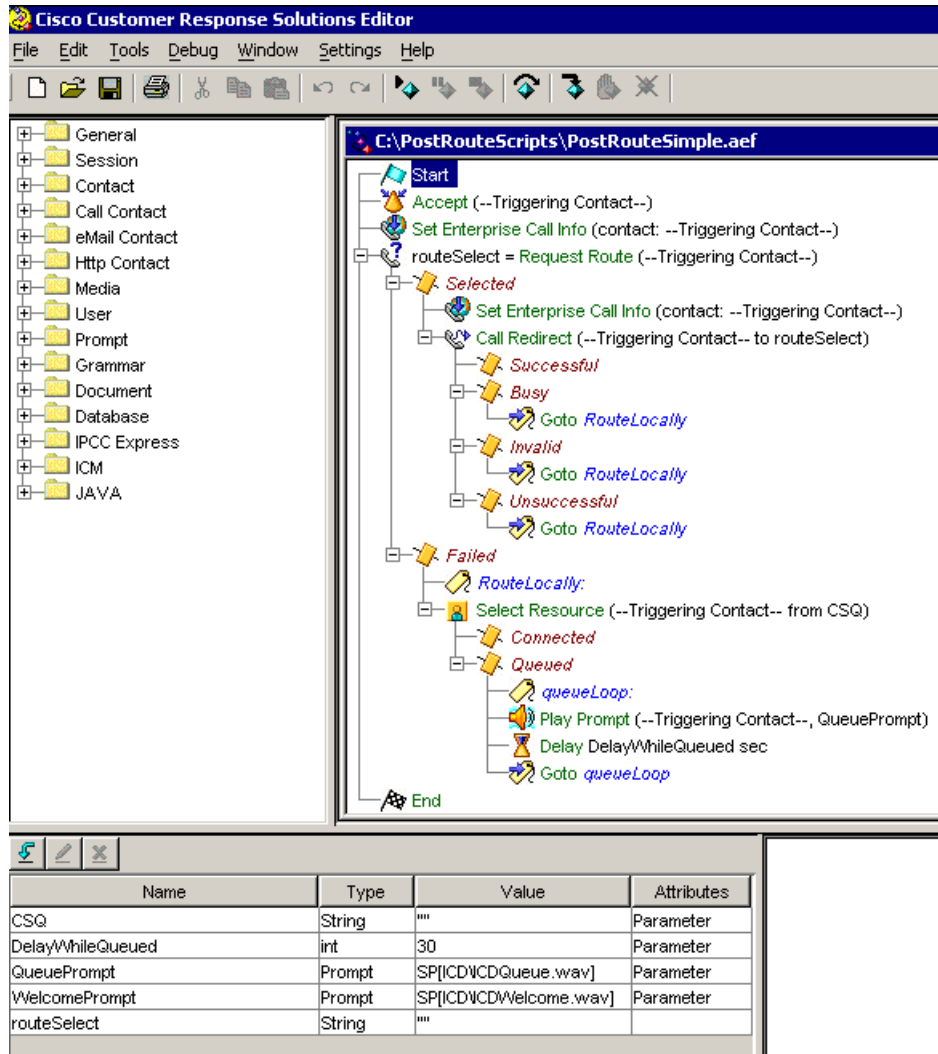 Cisco Customer Response Solutions Editor
File Edit Tools Debug Window Settings Help
General
Session
Contact
Call Contact
eMail Contact
Http Contact
Media
User
Prompt
Grammar
Document
Database
IPCC Express
ICM
JAVA
C:\PostRouteScripts\PostRouteSimple.aef
Start
Accept (--Triggering Contact--)
Set Enterprise Call Info (contact: --Triggering Contact--)
routeSelect = Request Route (--Triggering Contact--)
Selected
Set Enterprise Call Info (contact: --Triggering Contact--)
Call Redirect (--Triggering Contact-- to routeSelect)
Successful
Busy
Goto RouteLocally
Invalid
Goto RouteLocally
Unsuccessful
Goto RouteLocally
Failed
RouteLocally:
Select Resource (--Triggering Contact-- from CSQ)
Connected
Queued
queueLoop:
Play Prompt (--Triggering Contact--, QueuePrompt)
Delay DelayWhileQueued sec
Goto queueLoop
End
Name Type Value Attributes
CSQ String "" Parameter
DelayWhileQueued int 30 Parameter
QueuePrompt Prompt SP[ICD\ICDQueue.wav] Parameter
WelcomePrompt Prompt SP[ICD\ICDWelcome.wav] Parameter
routeSelect String ""